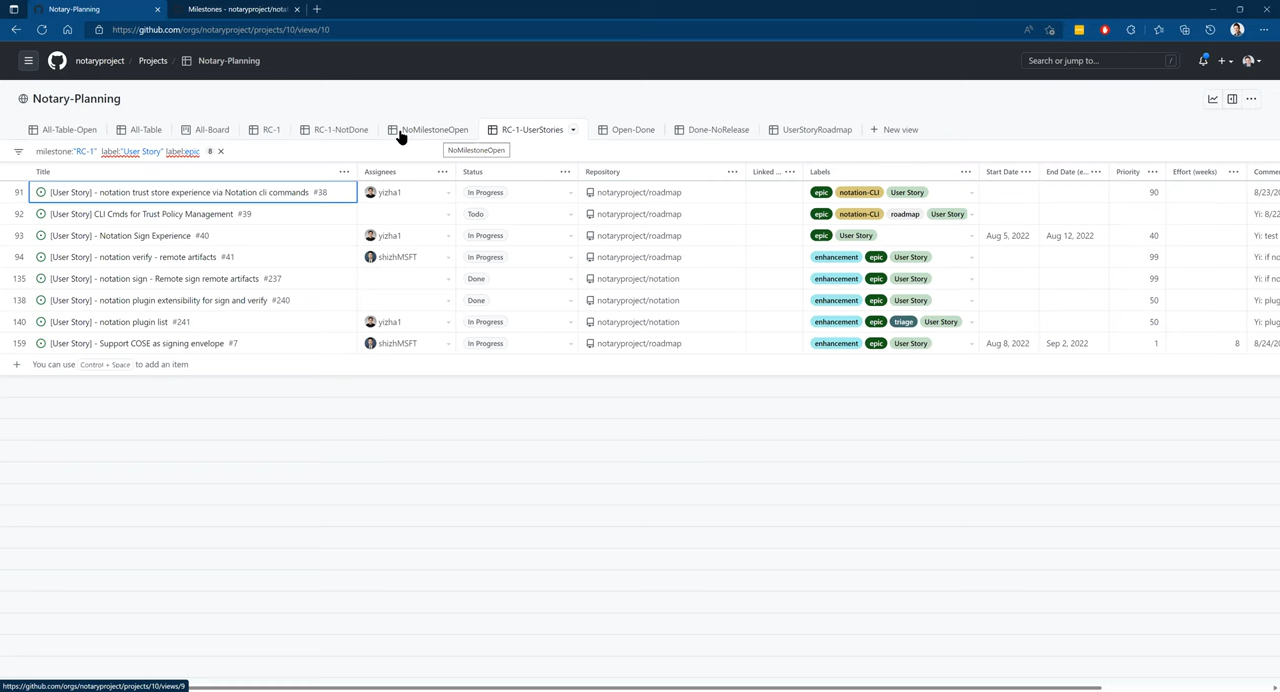 Notary-Planning
Milestones - notaryproject/notat
https://github.com/orgs/notaryproject/projects/10/views/10
notaryproject / Projects / Notary-Planning
Search or jump to... /
Notary-Planning
All-Table-Open All-Table All-Board RC-1 RC-1-NotDone NoMilestoneOpen RC-1-UserStories Open-Done Done-NoRelease UserStoryRoadmap + New view
milestone:"RC-1" label:"User Story" label:epic 8
NoMilestoneOpen
Title Assignees Status Repository Linked ... Labels Start Date End Date (e... Priority Effort (weeks) Commen
91 [User Story] - notation trust store experience via Notation cli commands #38 yizha1 In Progress notaryproject/roadmap epic notation-CLI User Story 90 8/23/20
92 [User Story] CLI Cmds for Trust Policy Management #39 Todo notaryproject/roadmap epic notation-CLI roadmap User Story Yi: 8/22
93 [User Story] - Notation Sign Experience #40 yizha1 In Progress notaryproject/roadmap epic User Story Aug 5, 2022 Aug 12, 2022 40 Yi: test
94 [User Story] - notation verify - remote artifacts #41 shizhMSFT In Progress notaryproject/roadmap enhancement epic User Story 99 Yi: if no
135 [User Story] - notation sign - Remote sign remote artifacts #237 Done notaryproject/notation enhancement epic User Story 99 Yi: if no
138 [User Story] - notation plugin extensibility for sign and verify #240 Done notaryproject/notation enhancement epic User Story 50 Yi: plug
140 [User Story] - notation plugin list #241 yizha1 In Progress notaryproject/notation enhancement epic triage User Story 50 Yi: plug
159 [User Story] - Support COSE as signing envelope #7 shizhMSFT In Progress notaryproject/roadmap enhancement epic User Story Aug 8, 2022 Sep 2, 2022 1 8 8/24/20
+ You can use Control + Space to add an item
https://github.com/orgs/notaryproject/projects/10/views/9